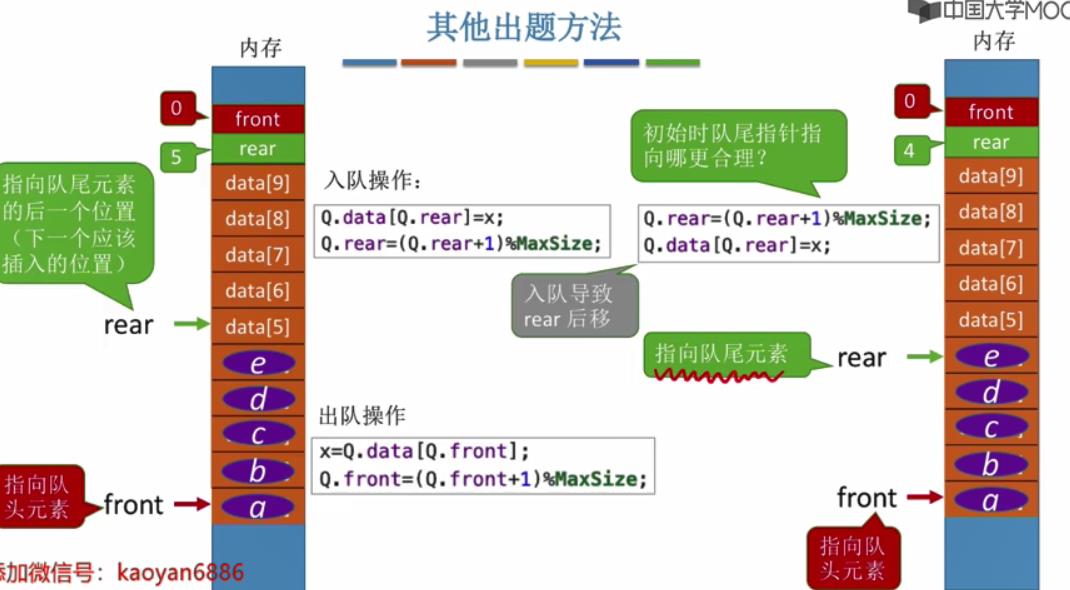 其他出题方法
中国大学MOO
内存
0
front
5
rear
指向队尾元素
的后一个位置
（下一个应该
插入的位置）
data[9]
data[8]
data[7]
data[6]
rear
data[5]
e
d
c
b
指向队
头元素
front
a
添加微信号：kaoyan6886
入队操作：
Q.data[Q.rear]=x;
Q.rear=(Q.rear+1)%MaxSize;
入队导致
rear 后移
出队操作
x=Q.data[Q.front];
Q.front=(Q.front+1)%MaxSize;
初始时队尾指针指
向哪更合理？
Q.rear=(Q.rear+1)%MaxSize;
Q.data[Q.rear]=x;
内存
0
front
4
rear
data[9]
data[8]
data[7]
data[6]
data[5]
指向队尾元素
rear
e
d
c
b
front
a
指向队
头元素